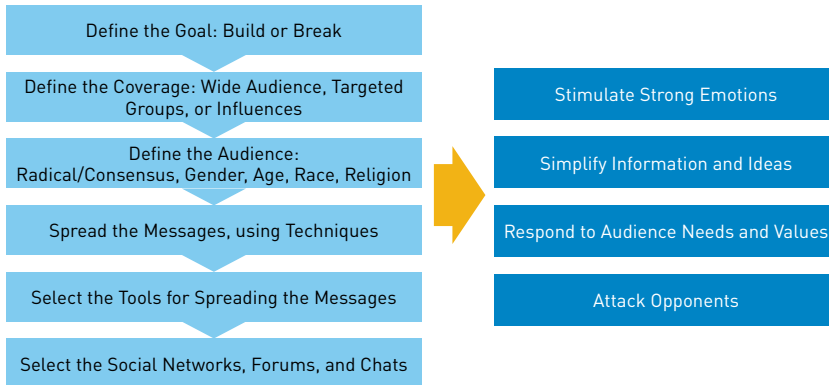 Define the Goal: Build or Break
Define the Coverage: Wide Audience, Targeted
Groups, or Influences
Define the Audience:
Radical/Consensus, Gender, Age, Race, Religion
Spread the Messages, using Techniques
Select the Tools for Spreading the Messages
Select the Social Networks, Forums, and Chats
Stimulate Strong Emotions
Simplify Information and Ideas
Respond to Audience Needs and Values
Attack Opponents